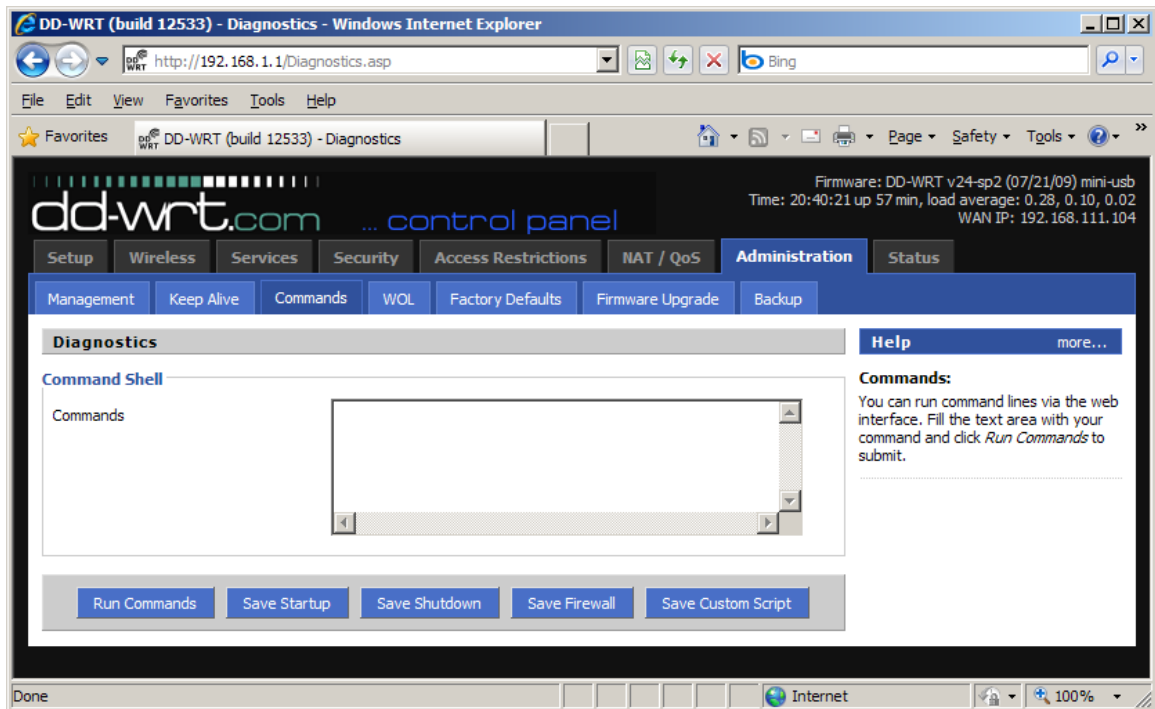 DD-WRT (build 12533) - Diagnostics - Windows Internet Explorer
http://192.168.1.1/Diagnostics.asp
Bing
File Edit View Favorites Tools Help
Favorites
DD-WRT (build 12533) - Diagnostics
Page Safety Tools
dd-wrt.com ... control panel
Firmware: DD-WRT v24-sp2 (07/21/09) mini-usb
Time: 20:40:21 up 57 min, load average: 0.28, 0.10, 0.02
WAN IP: 192.168.111.104
Setup Wireless Services Security Access Restrictions NAT / QoS Administration Status
Management Keep Alive Commands WOL Factory Defaults Firmware Upgrade Backup
Diagnostics
Command Shell
Commands
Run Commands Save Startup Save Shutdown Save Firewall Save Custom Script
Help more...
Commands:
You can run command lines via the web
interface. Fill the text area with your
command and click Run Commands to
submit.
Done
Internet
100%